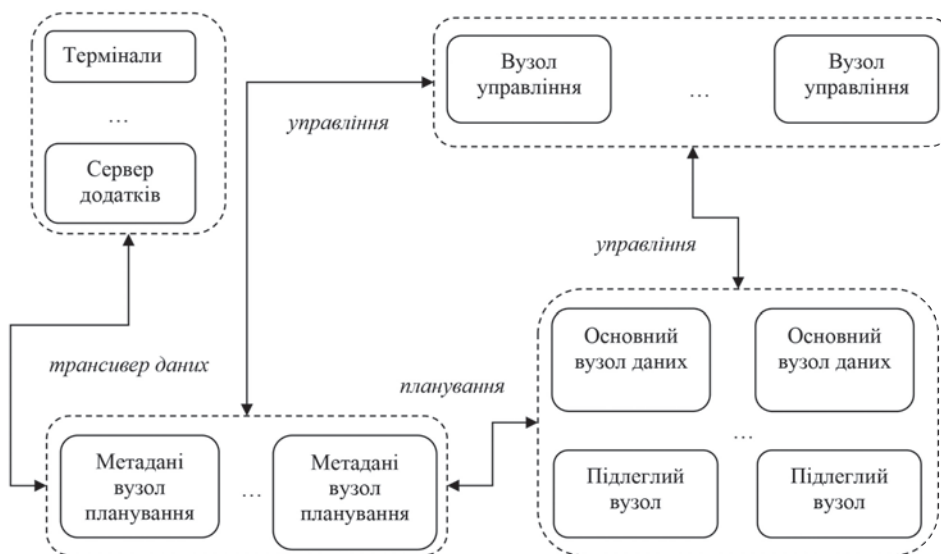 Термінали
…
Сервер
додатків
Вузол
управління
…
Вузол
управління
управління
управління
трансивер даних
планування
Основний
вузол даних
Основний
вузол даних
…
Підлеглий
вузол
Підлеглий
вузол
Метадані
вузол
планування
…
Метадані
вузол
планування